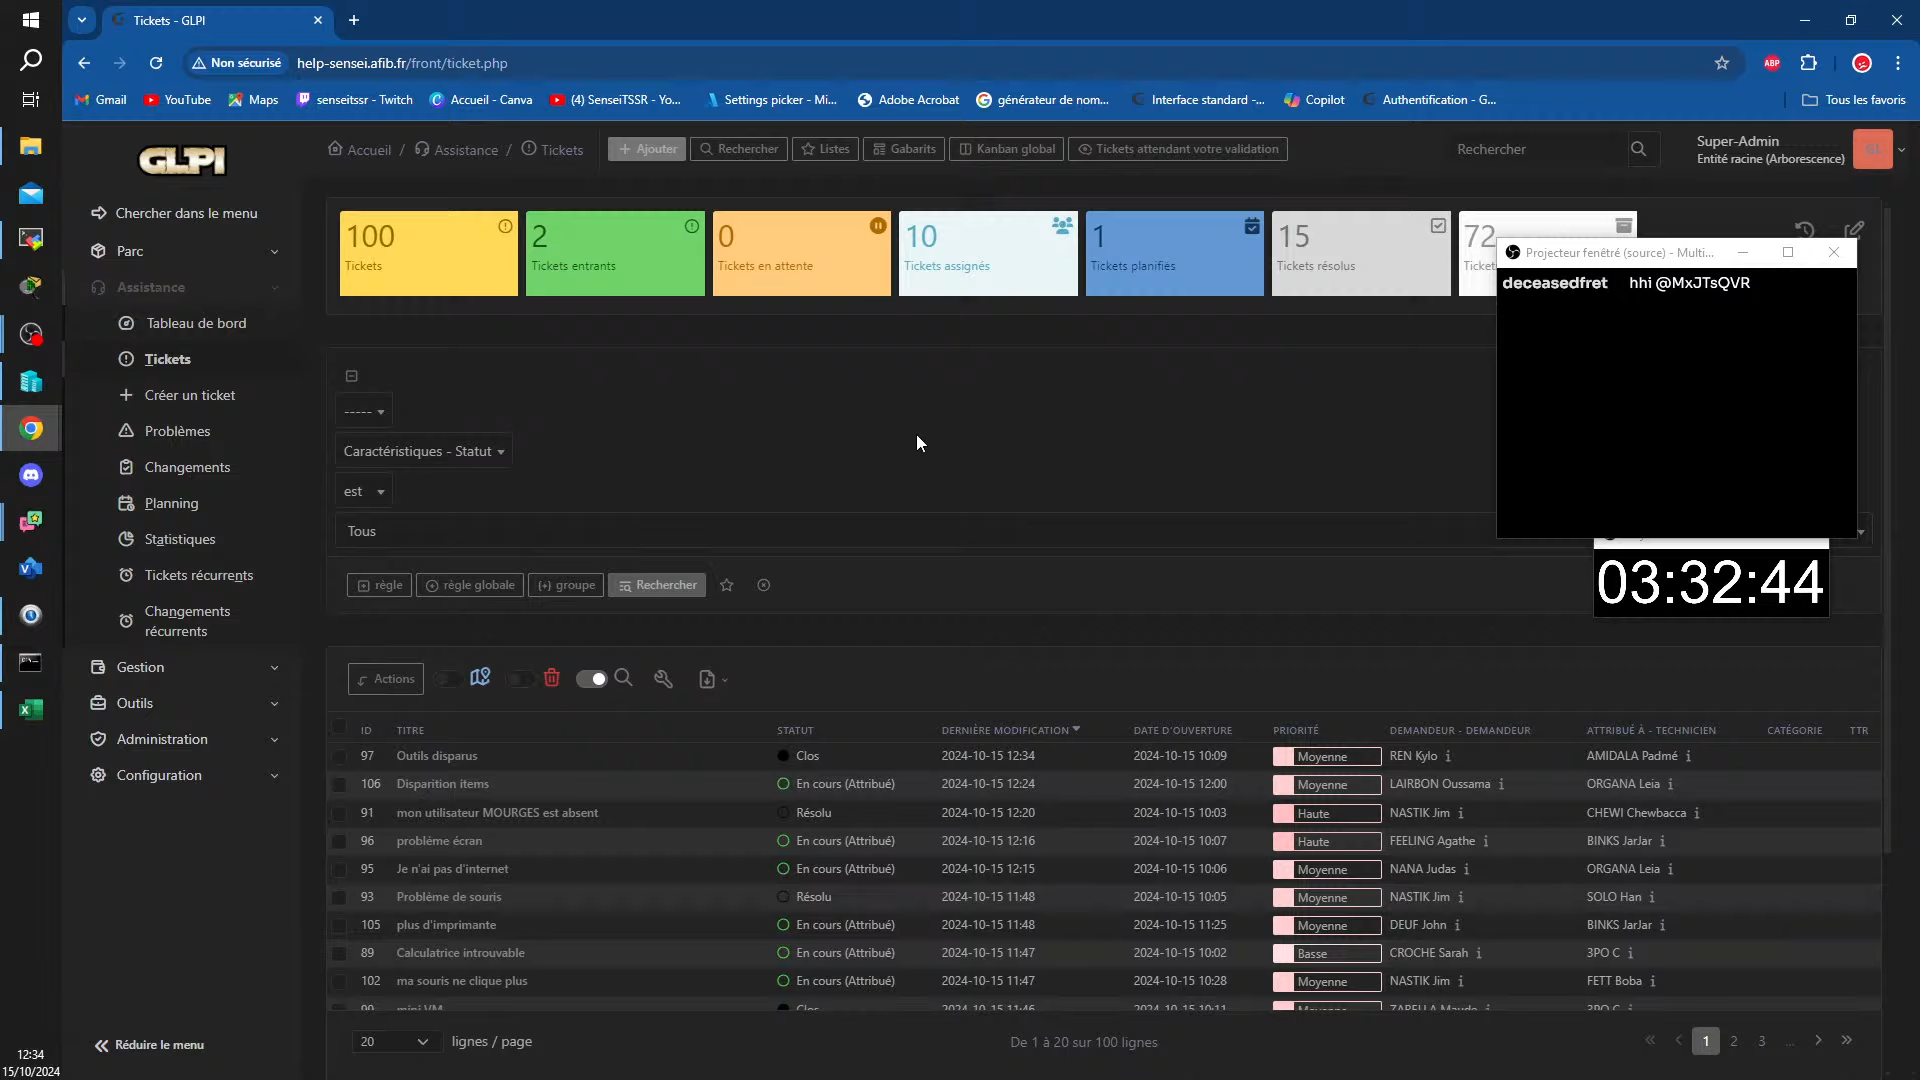 Tickets - GLPI
Non sécurisé
help-sensei.afib.fr/front/ticket.php
Gmail
YouTube
Maps
senseitssr - Twitch
Accueil - Canva
(4) SenseiTSSR - Yo...
Settings picker - Mi...
Adobe Acrobat
générateur de nom...
Interface standard -...
Copilot
Authentification - G...
Tous les favoris
GLPI
Accueil / Assistance / Tickets
+ Ajouter
Rechercher
Listes
Gabarits
Kanban global
Tickets attendant votre validation
Rechercher
Super-Admin
Entité racine (Arborescence)
Chercher dans le menu
Parc
Assistance
Tableau de bord
Tickets
Créer un ticket
Problèmes
Changements
Planning
Statistiques
Tickets récurrents
Changements
récurrents
Gestion
Outils
Administration
Configuration
Réduire le menu
12:34
15/10/2024
100
Tickets
2
Tickets entrants
0
Tickets en attente
10
Tickets assignés
1
Tickets planifiés
15
Tickets résolus
72
Projecteur fenêtré (source) - Multi...
deceasedfret hhi @MxJTsQVR
03:32:44
-----
Caractéristiques - Statut
est
Tous
règle
règle globale
(+) groupe
Rechercher
Actions
ID TITRE STATUT DERNIÈRE MODIFICATION DATE D'OUVERTURE PRIORITÉ DEMANDEUR - DEMANDEUR ATTRIBUÉ À - TECHNICIEN CATÉGORIE TTR
97 Outils disparus Clos 2024-10-15 12:34 2024-10-15 10:09 Moyenne REN Kylo i AMIDALA Padmé i
106 Disparition items En cours (Attribué) 2024-10-15 12:24 2024-10-15 12:00 Moyenne LAIRBON Oussama i ORGANA Leia i
91 mon utilisateur MOURGES est absent Résolu 2024-10-15 12:20 2024-10-15 10:03 Haute NASTIK Jim i CHEWI Chewbacca i
96 problème écran En cours (Attribué) 2024-10-15 12:16 2024-10-15 10:07 Haute FEELING Agathe i BINKS JarJar i
95 Je n'ai pas d'internet En cours (Attribué) 2024-10-15 12:15 2024-10-15 10:06 Moyenne NANA Judas i ORGANA Leia i
93 Problème de souris Résolu 2024-10-15 11:48 2024-10-15 10:05 Moyenne NASTIK Jim i SOLO Han i
105 plus d'imprimante En cours (Attribué) 2024-10-15 11:48 2024-10-15 11:25 Moyenne DEUF John i BINKS JarJar i
89 Calculatrice introuvable En cours (Attribué) 2024-10-15 11:47 2024-10-15 10:02 Basse CROCHE Sarah i 3PO C i
102 ma souris ne clique plus En cours (Attribué) 2024-10-15 11:47 2024-10-15 10:28 Moyenne NASTIK Jim i FETT Boba i
mini VM Clos 2024-10-15 11:46 2024-10-15 10:11 Moyenne ZARELLA Maude i 3PO C i
20 lignes / page
De 1 à 20 sur 100 lignes
« ‹ 1 2 3 ... › »